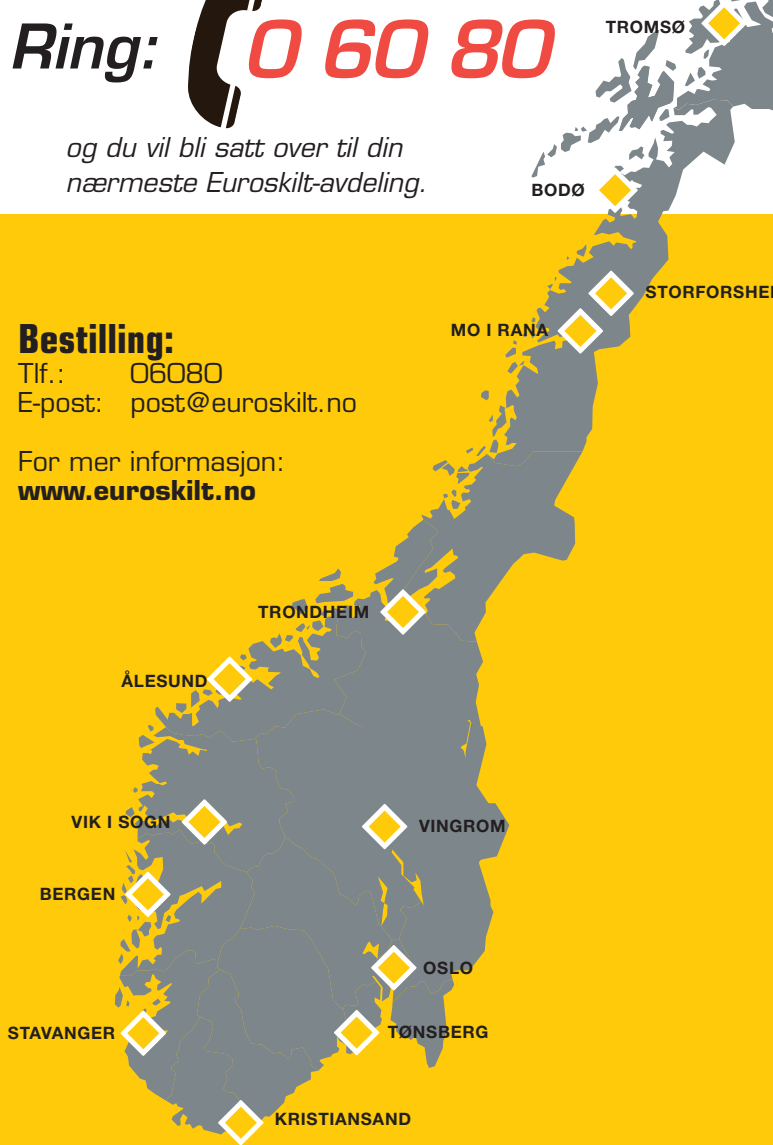 Ring: 0 60 80
og du vil bli satt over til din
nærmeste Euroskilt-avdeling.
TROMSØ
BODØ
STORFORSHEI
MO I RANA
Bestilling:
Tlf.: 06080
E-post: post@euroskilt.no
For mer informasjon:
www.euroskilt.no
TRONDHEIM
ÅLESUND
VIK I SOGN
VINGROM
BERGEN
OSLO
STAVANGER
TØNSBERG
KRISTIANSAND